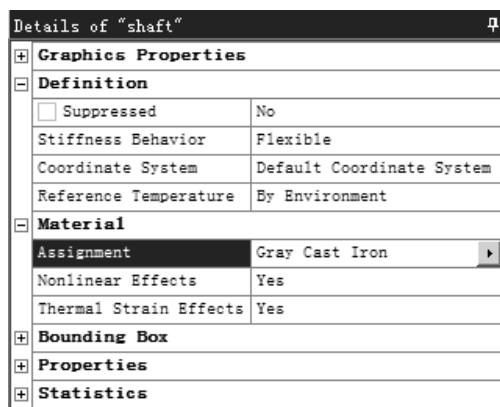 Details of "shaft"
Graphics Properties
Definition
Suppressed No
Stiffness Behavior Flexible
Coordinate System Default Coordinate System
Reference Temperature By Environment
Material
Assignment Gray Cast Iron
Nonlinear Effects Yes
Thermal Strain Effects Yes
Bounding Box
Properties
Statistics